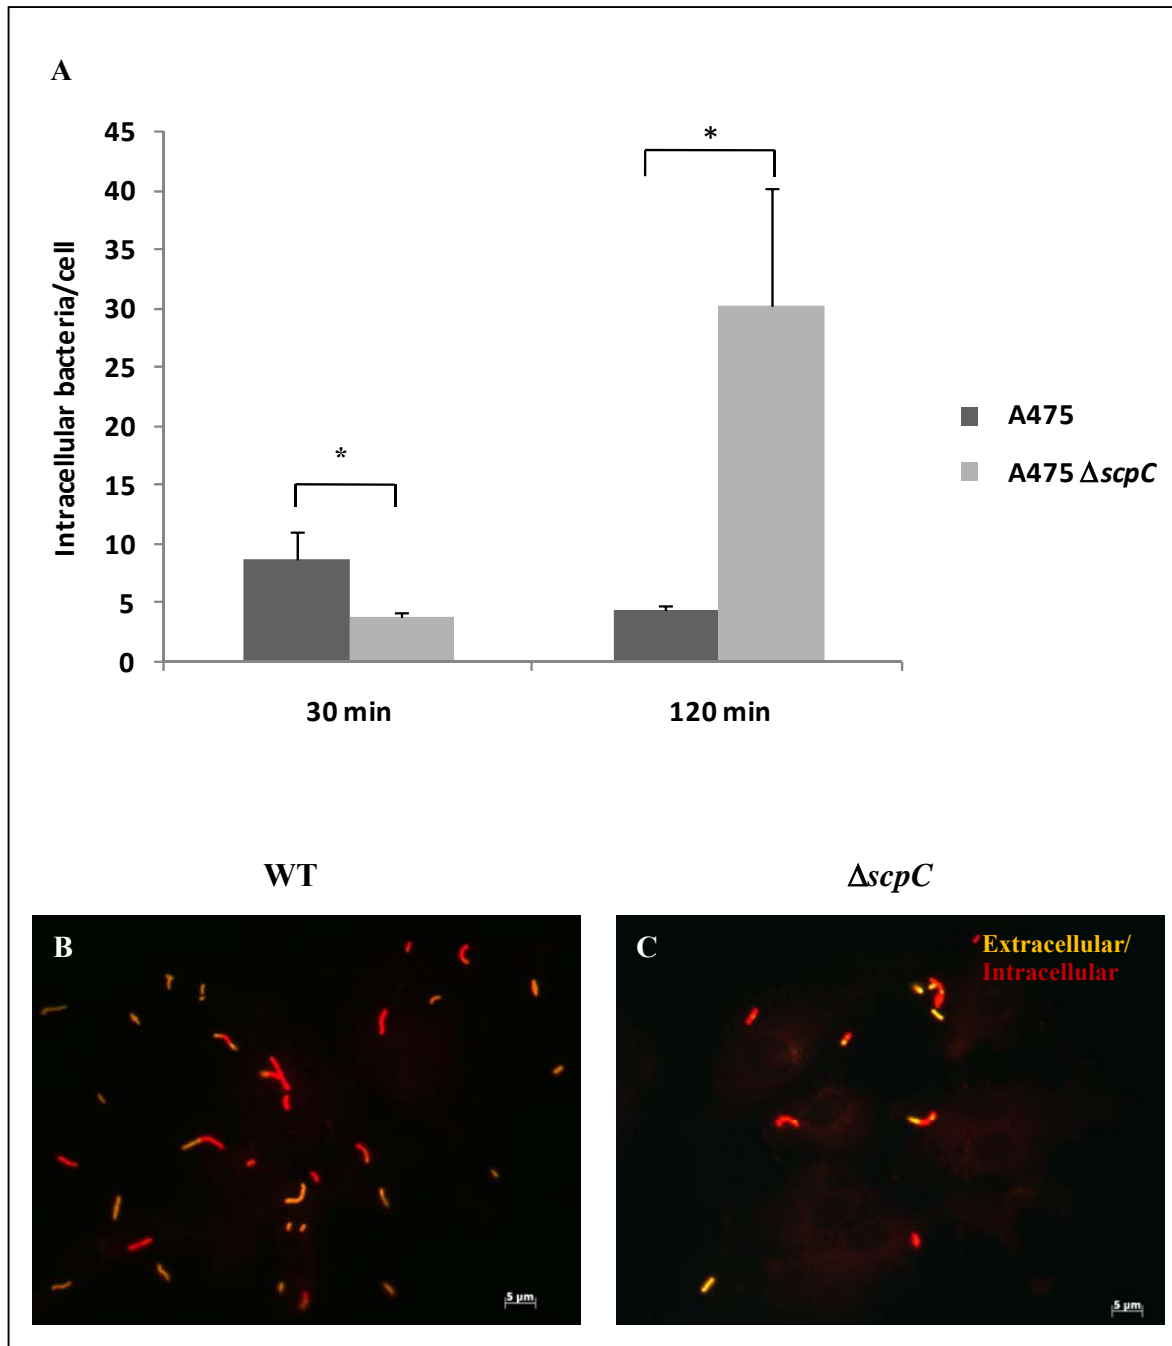 A
45
40
35
30
25
20
15
10
5
0
Intracellular bacteria/cell
*
*
30 min
120 min
A475
A475 ΔscpC
WT
ΔscpC
B
5 µm
C
Extracellular/
Intracellular
5 µm